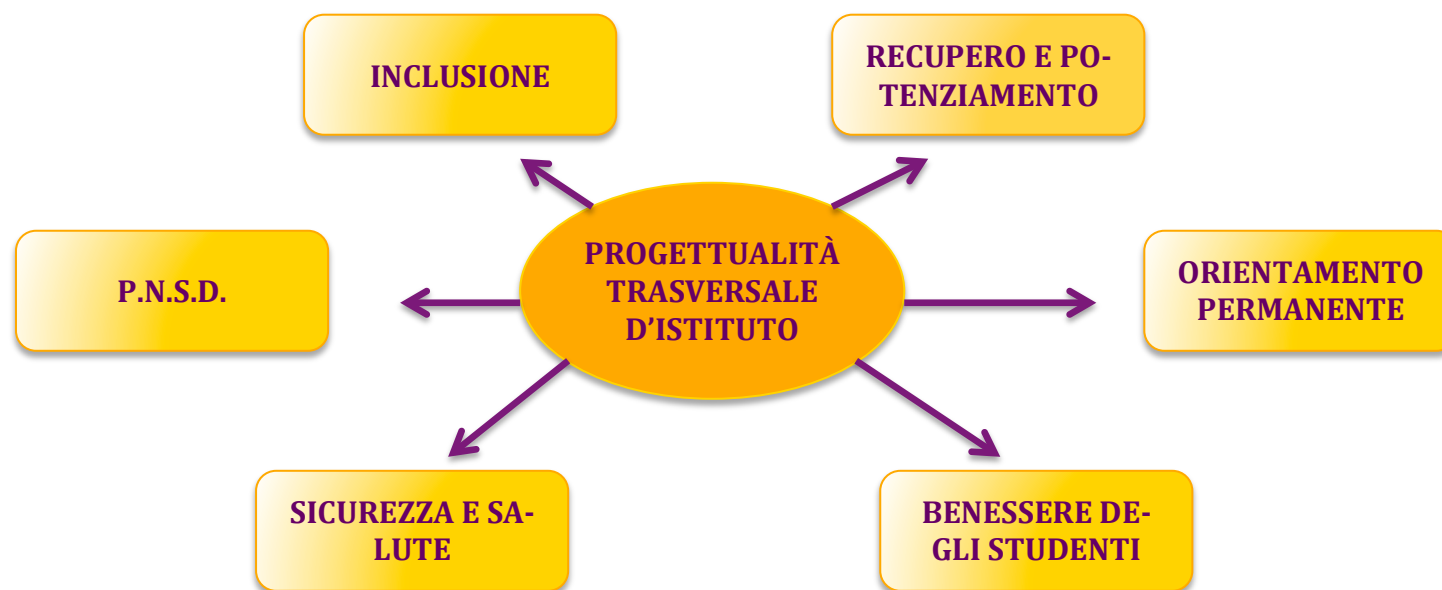 INCLUSIONE
RECUPERO E PO-
TENZIAMENTO
PROGETTUALITÀ
TRASVERSALE
D’ISTITUTO
P.N.S.D.
ORIENTAMENTO
PERMANENTE
SICUREZZA E SA-
LUTE
BENESSERE DE-
GLI STUDENTI